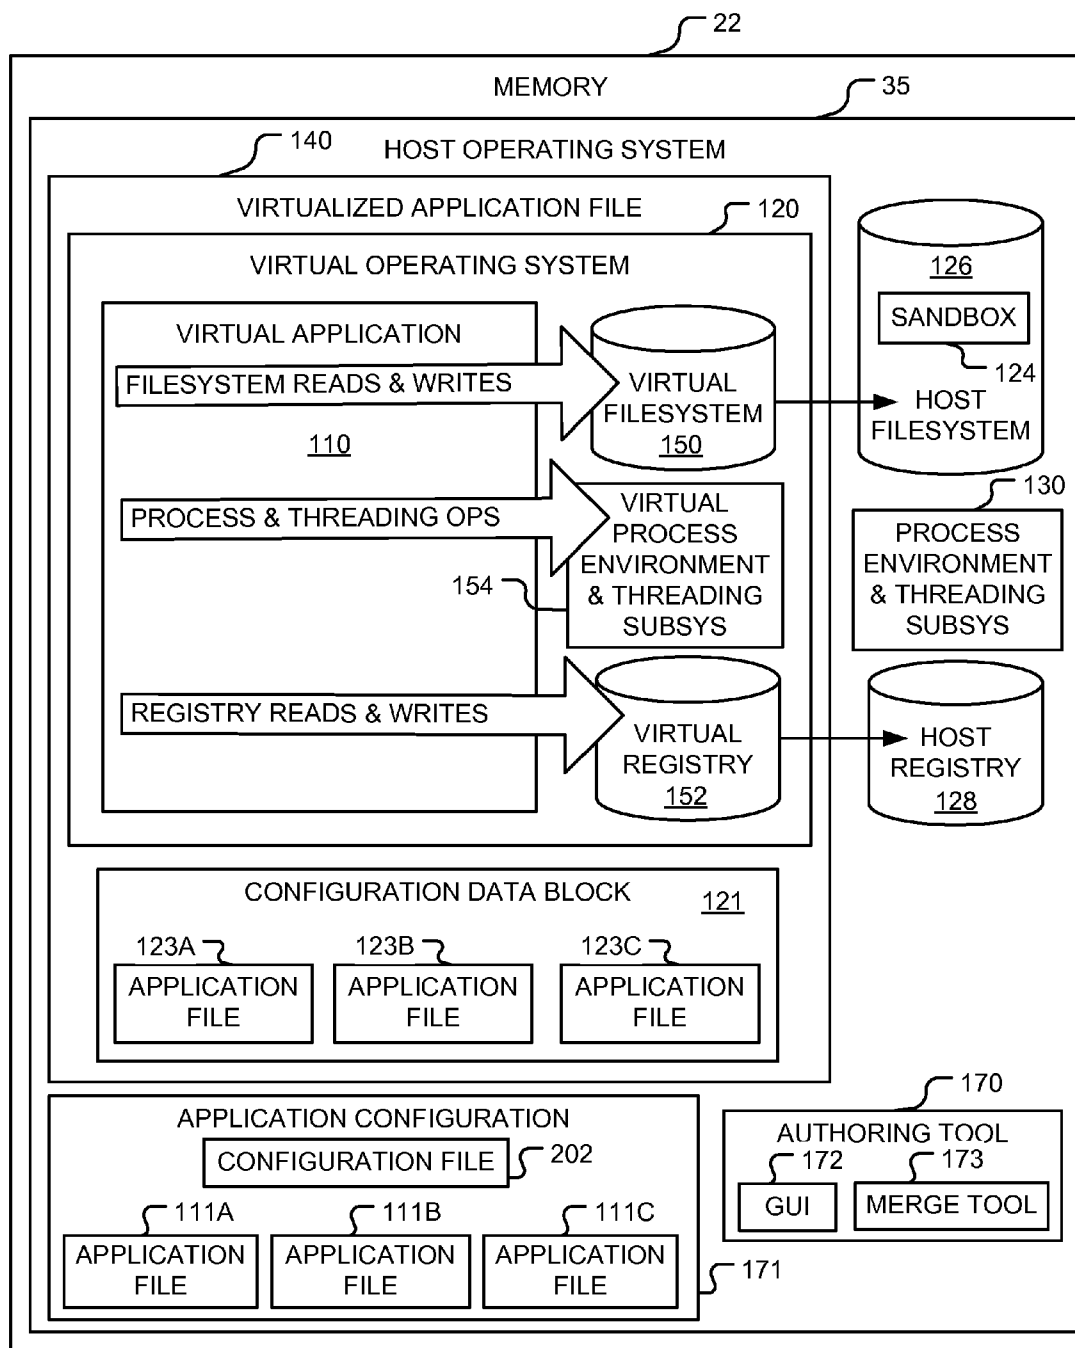 22
MEMORY
35
140
HOST OPERATING SYSTEM
VIRTUALIZED APPLICATION FILE
120
VIRTUAL OPERATING SYSTEM
VIRTUAL APPLICATION
FILESYSTEM READS & WRITES
110
PROCESS & THREADING OPS
154
REGISTRY READS & WRITES
VIRTUAL
FILESYSTEM
150
VIRTUAL
PROCESS
ENVIRONMENT
& THREADING
SUBSYS
VIRTUAL
REGISTRY
152
126
SANDBOX
124
HOST
FILESYSTEM
130
PROCESS
ENVIRONMENT
& THREADING
SUBSYS
HOST
REGISTRY
128
CONFIGURATION DATA BLOCK
121
123A
APPLICATION
FILE
123B
APPLICATION
FILE
123C
APPLICATION
FILE
APPLICATION CONFIGURATION
CONFIGURATION FILE
202
111A
APPLICATION
FILE
111B
APPLICATION
FILE
111C
APPLICATION
FILE
171
170
AUTHORING TOOL
172
GUI
173
MERGE TOOL